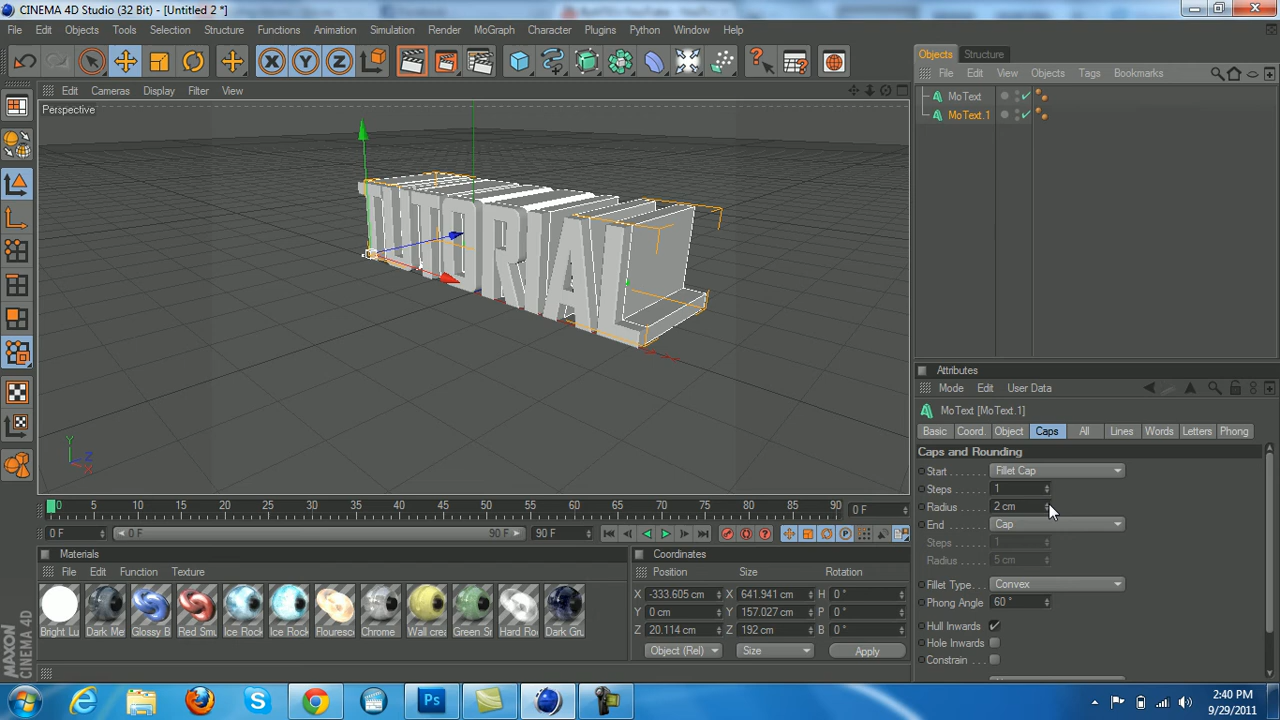 CINEMA 4D Studio (32 Bit) - [Untitled 2 *]
File Edit Objects Tools Selection Structure Functions Animation Simulation Render MoGraph Character Plugins Python Window Help
X Y Z
Objects Structure
File Edit View Objects Tags Bookmarks
MoText
MoText.1
Edit Cameras Display Filter View
Perspective
TUTORIAL
Y
Z
X
Attributes
Mode Edit User Data
MoText [MoText.1]
Basic Coord. Object Caps All Lines Words Letters Phong
Caps and Rounding
Start . . . . . . . Fillet Cap
Steps . . . . . 1
Radius . . . . . 2 cm
End . . . . . . . . Cap
Steps . . . . . 1
Radius . . . . . 5 cm
Fillet Type . . . Convex
Phong Angle 60 °
Hull Inwards
Hole Inwards
Constrain . .
0 5 10 15 20 25 30 35 40 45 50 55 60 65 70 75 80 85 90 0 F
0 F 0 F 90 F 90 F
Materials
File Edit Function Texture
Bright Lu Dark Me Glossy B Red Smu Ice Rock Ice Rock Flouresc Chrome Wall crea Green Sr Hard Ro Dark Gru
Coordinates
Position Size Rotation
X -333.605 cm X 641.941 cm H 0 °
Y 0 cm Y 157.027 cm P 0 °
Z 20.114 cm Z 192 cm B 0 °
Object (Rel) Size Apply
MAXON
CINEMA 4D
Ps
2:40 PM
9/29/2011